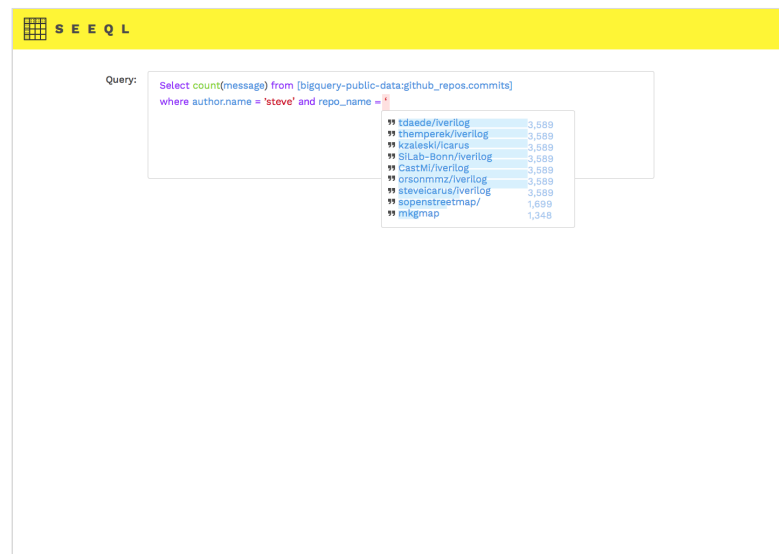 SEEQL
Query:
Select count(message) from [bigquery-public-data:github_repos.commits]
where author.name = 'steve' and repo_name = '
" tdaede/iverilog 3,589
" themperek/iverilog 3,589
" kzaleski/icarus 3,589
" SiLab-Bonn/iverilog 3,589
" CastMi/iverilog 3,589
" orsonmmz/iverilog 3,589
" steveicarus/iverilog 3,589
" sopenstreetmap/ 1,699
" mkgmap 1,348